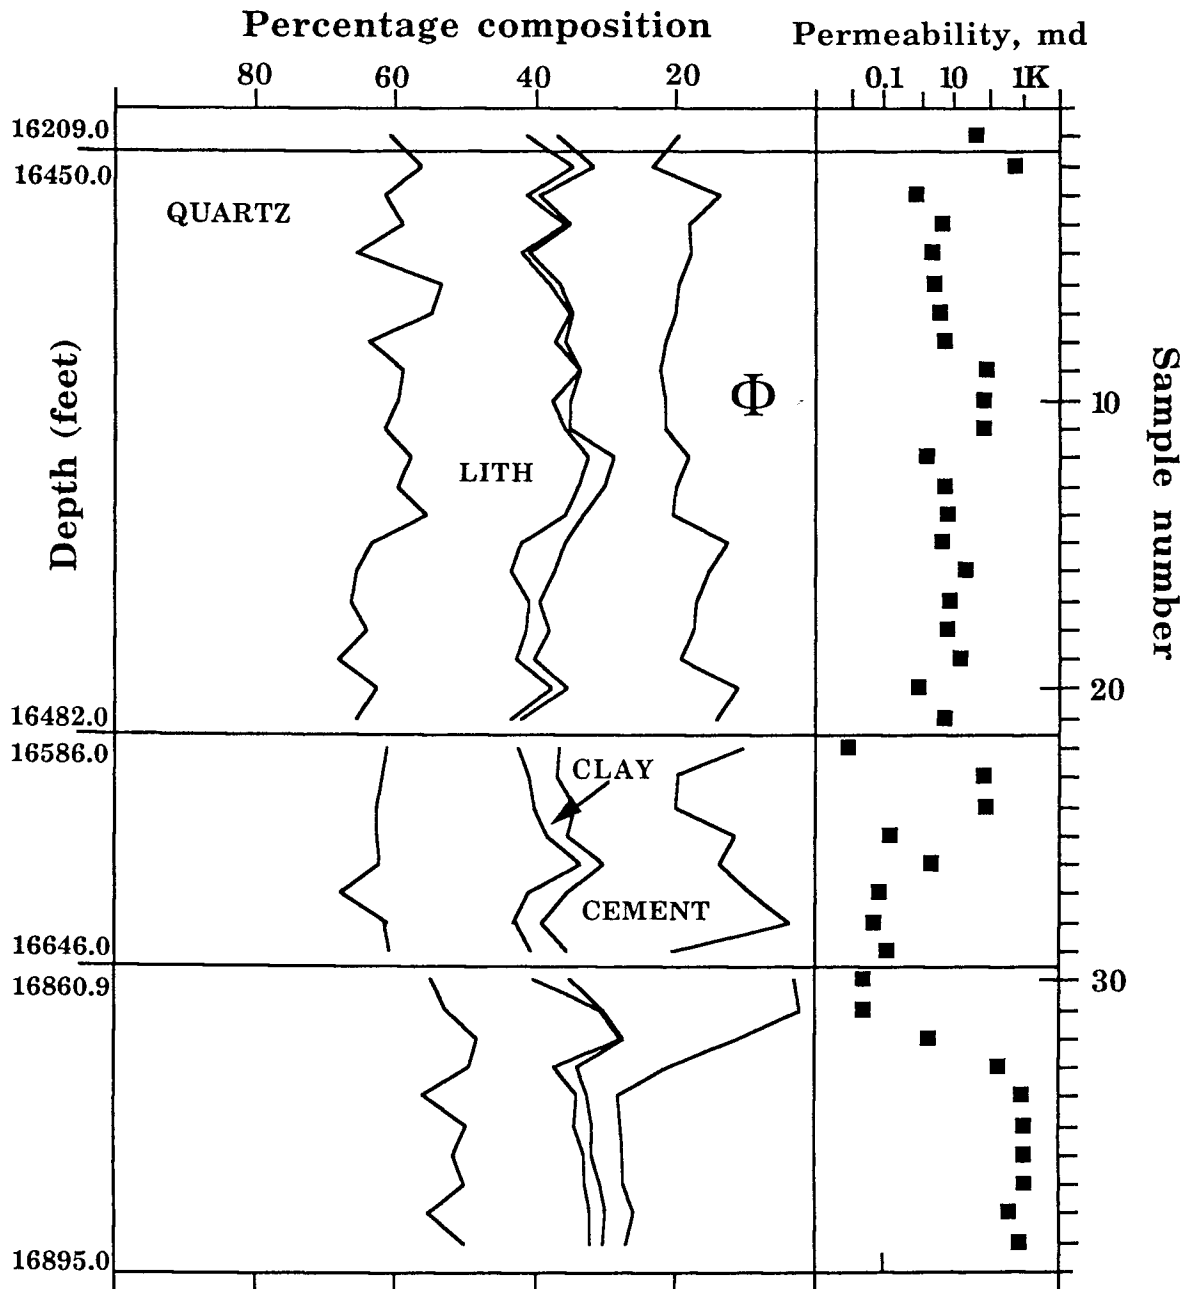 Percentage composition
Permeability, md
80 60 40 20 0.1 10 1K
16209.0
16450.0
QUARTZ
Φ
10
LITH
Depth (feet)
Sample number
20
16482.0
16586.0
CLAY
CEMENT
16646.0
16860.9
30
16895.0